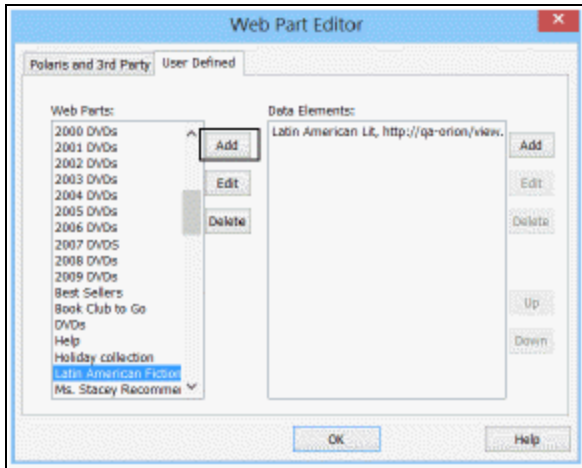 Web Part Editor
Polaris and 3rd Party User Defined
Web Parts: Data Elements:
2000 DVDs
2001 DVDs
2002 DVDs
2003 DVDs
2004 DVDs
2005 DVDs
2006 DVDs
2007 DVDS
2008 DVDs
2009 DVDs
Best Sellers
Book Club to Go
DVDs
Help
Holiday collection
Latin American Fiction
Ms. Stacey Recommen
Add
Edit
Delete
Latin American Lit, http://qa-orion/view.
Add
Edit
Delete
Up
Down
OK Help